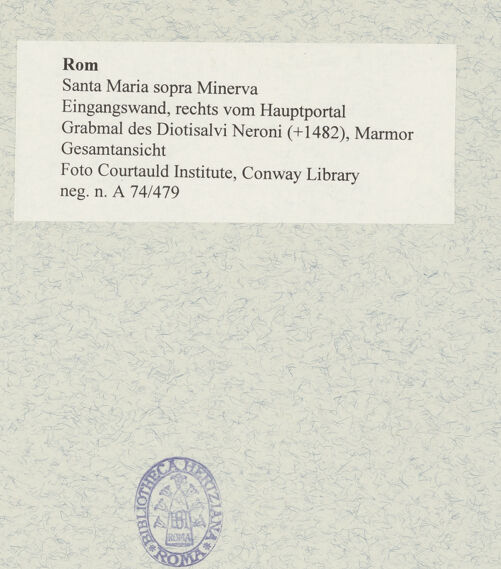 Rom
Santa Maria sopra Minerva
Eingangswand, rechts vom Hauptportal
Grabmal des Diotisalvi Neroni (+1482), Marmor
Gesamtansicht
Foto Courtauld Institute, Conway Library
neg. n. A 74/479
BIBLIOTHECA HERTZIANA
ROMA
*ROMA*